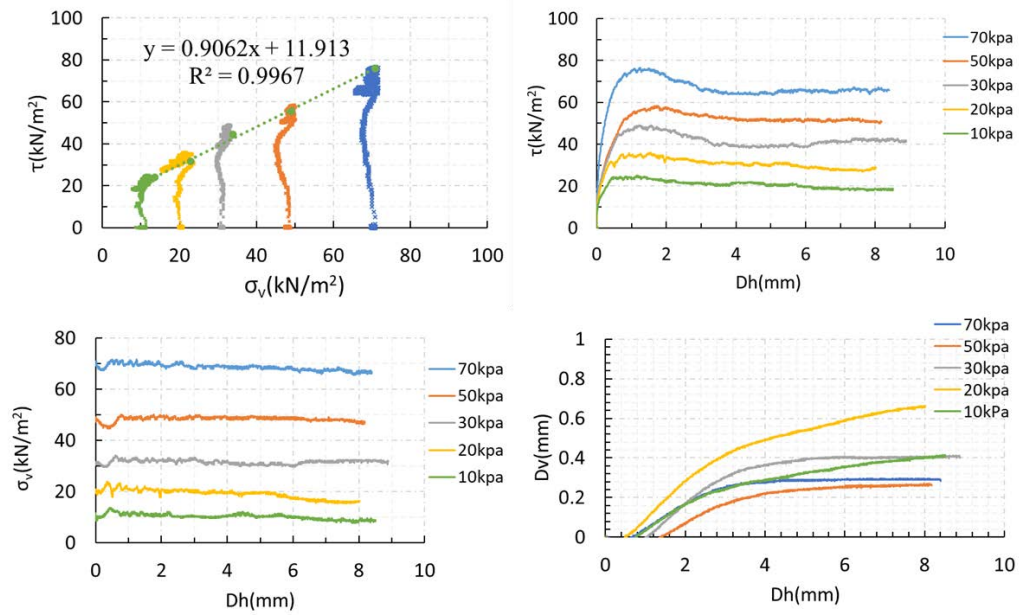 100
80
60
40
20
0
τ(kN/m²)
y = 0.9062x + 11.913
R² = 0.9967
0 20 40 60 80 100
σv(kN/m²)
100
80
60
40
20
0
τ(kN/m²)
0 2 4 6 8 10
Dh(mm)
70kpa
50kpa
30kpa
20kpa
10kpa
80
60
40
20
0
σv(kN/m²)
0 2 4 6 8 10
Dh(mm)
70kpa
50kpa
30kpa
20kpa
10kpa
1
0.8
0.6
0.4
0.2
0
Dv(mm)
0 2 4 6 8 10
Dh(mm)
70kpa
50kpa
30kpa
20kpa
10kPa